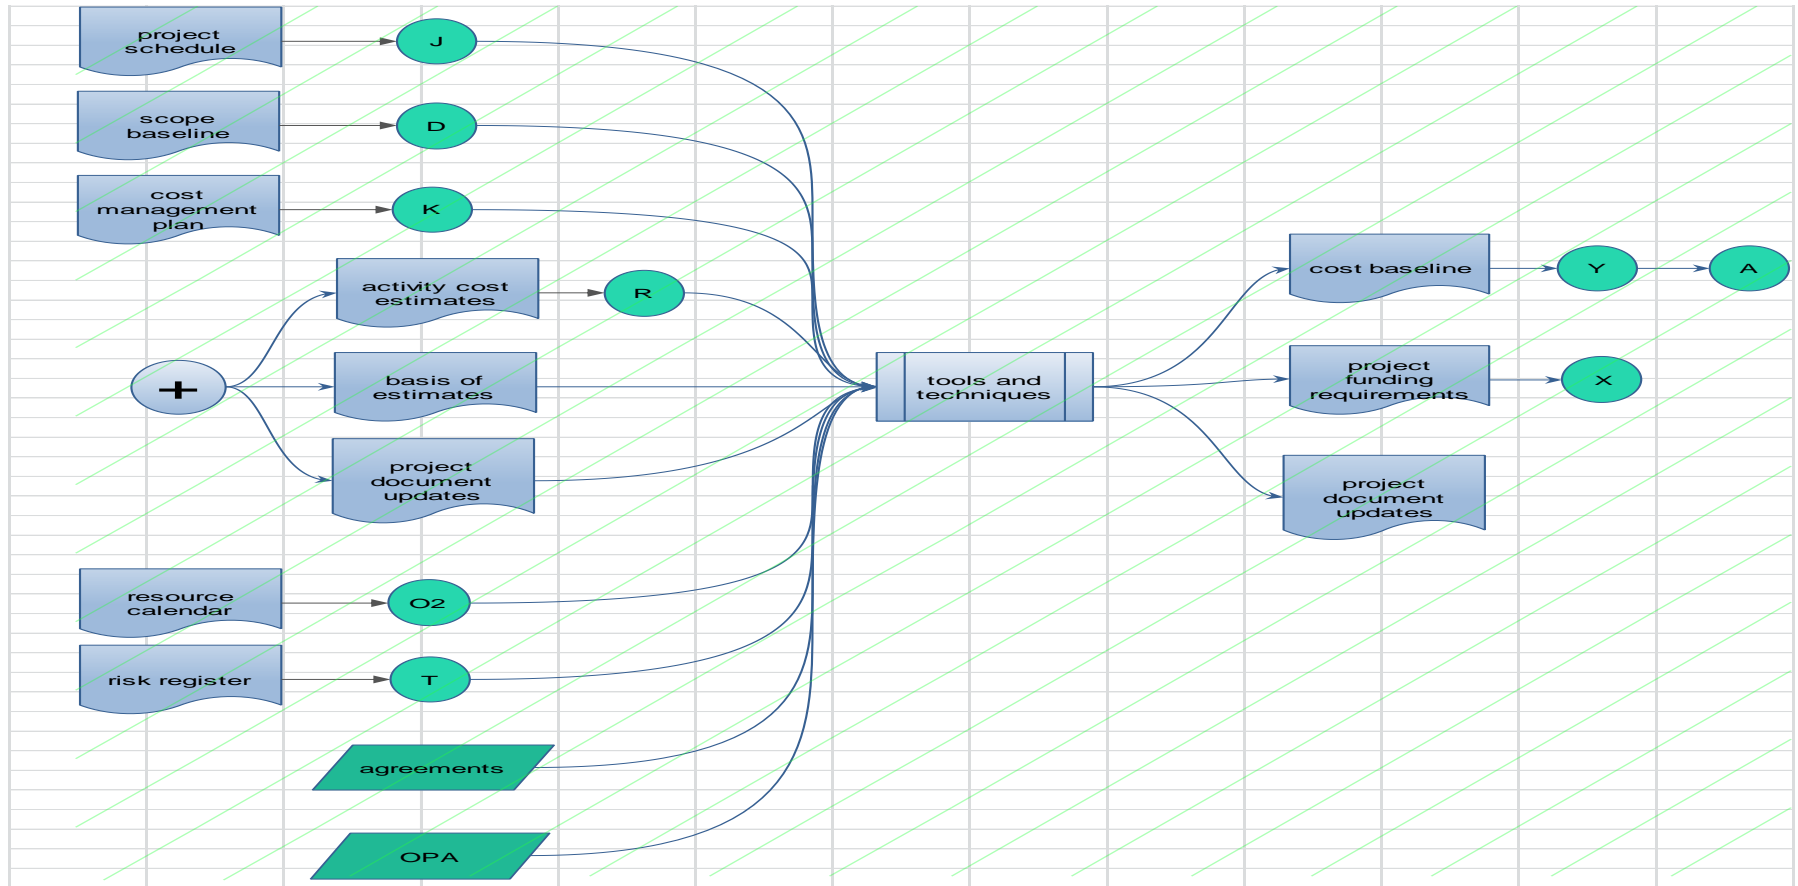 project
schedule
J
scope
baseline
D
cost
management
plan
K
activity cost
estimates
R
+
basis of
estimates
project
document
updates
resource
calendar
O2
risk register
T
agreements
OPA
tools and
techniques
cost baseline
Y
A
project
funding
requirements
X
project
document
updates